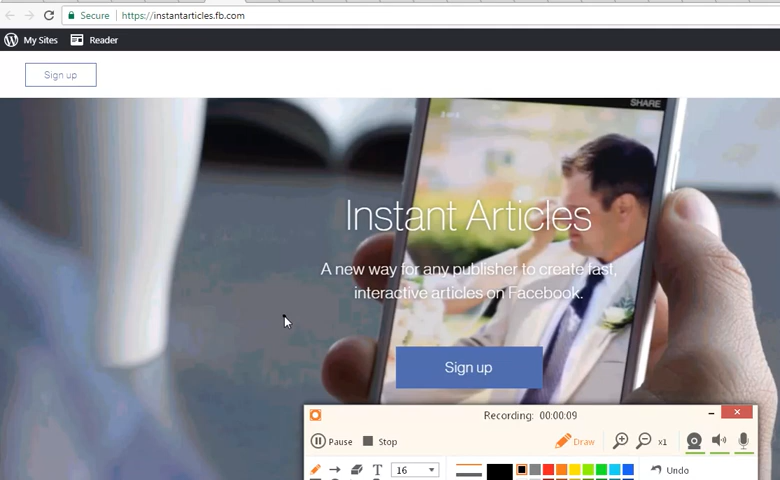 Secure https://instantarticles.fb.com
My Sites Reader
Sign up
SHARE
Instant Articles
A new way for any publisher to create fast,
interactive articles on Facebook.
Sign up
Recording: 00:00:09
Pause Stop Draw x1
T 16 Undo